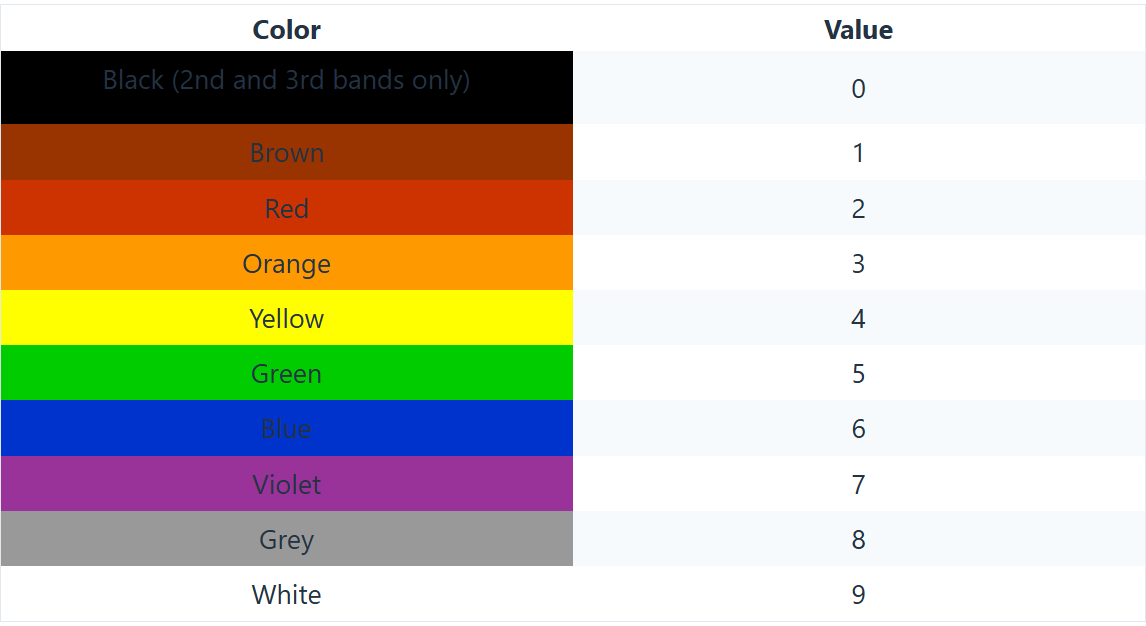 Color Value
Black (2nd and 3rd bands only) 0
Brown 1
Red 2
Orange 3
Yellow 4
Green 5
Blue 6
Violet 7
Grey 8
White 9